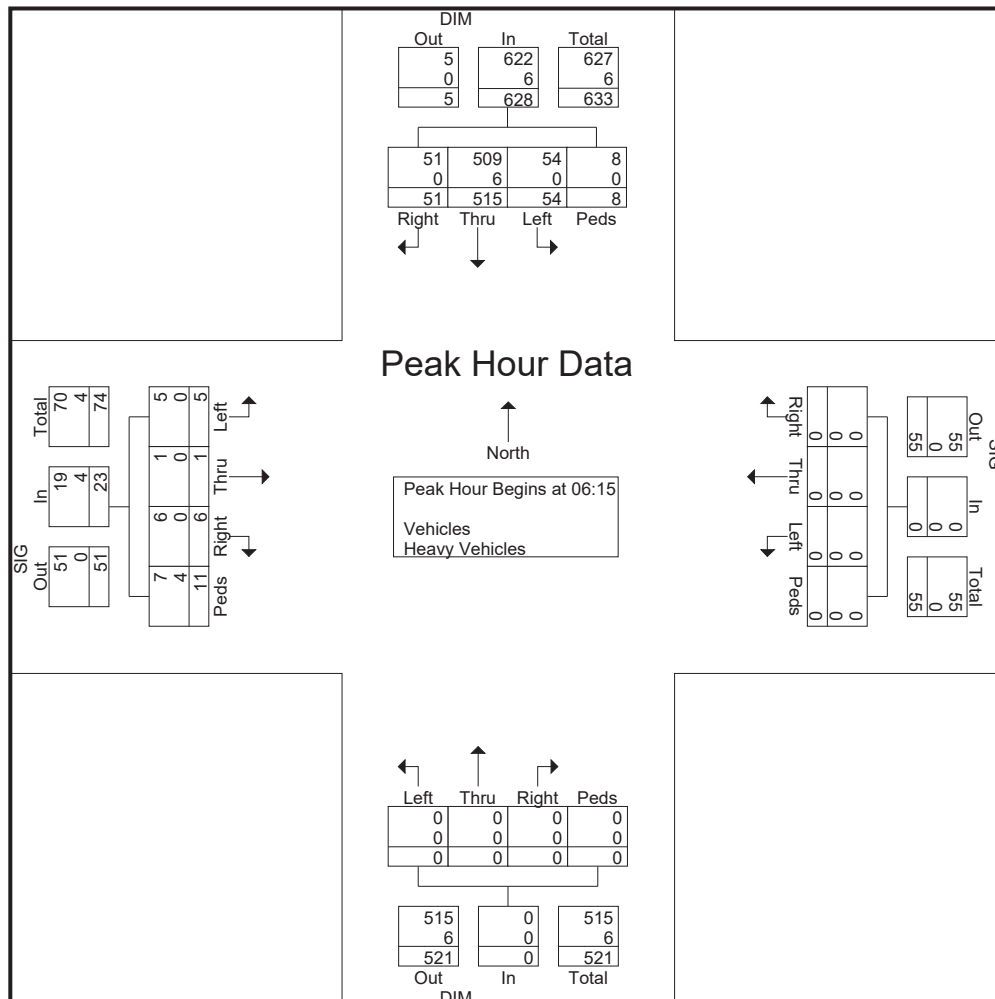 DIM
Out In Total
5 622 627
0 6 6
5 628 633
51 509 54 8
0 6 0 0
51 515 54 8
Right Thru Left Peds
Peak Hour Data
North
Peak Hour Begins at 06:15
Vehicles
Heavy Vehicles
SIG
Out In Total
51 19 70
0 4 4
51 23 74
7 6 1 5
4 0 0 0
11 6 1 5
Peds Right Thru Left
SIG
Out In Total
55 0 55
0 0 0
55 0 55
Right Thru Left Peds
0 0 0 0
0 0 0 0
0 0 0 0
Left Thru Right Peds
0 0 0 0
0 0 0 0
0 0 0 0
515 0 515
6 0 6
521 0 521
Out In Total
DIM